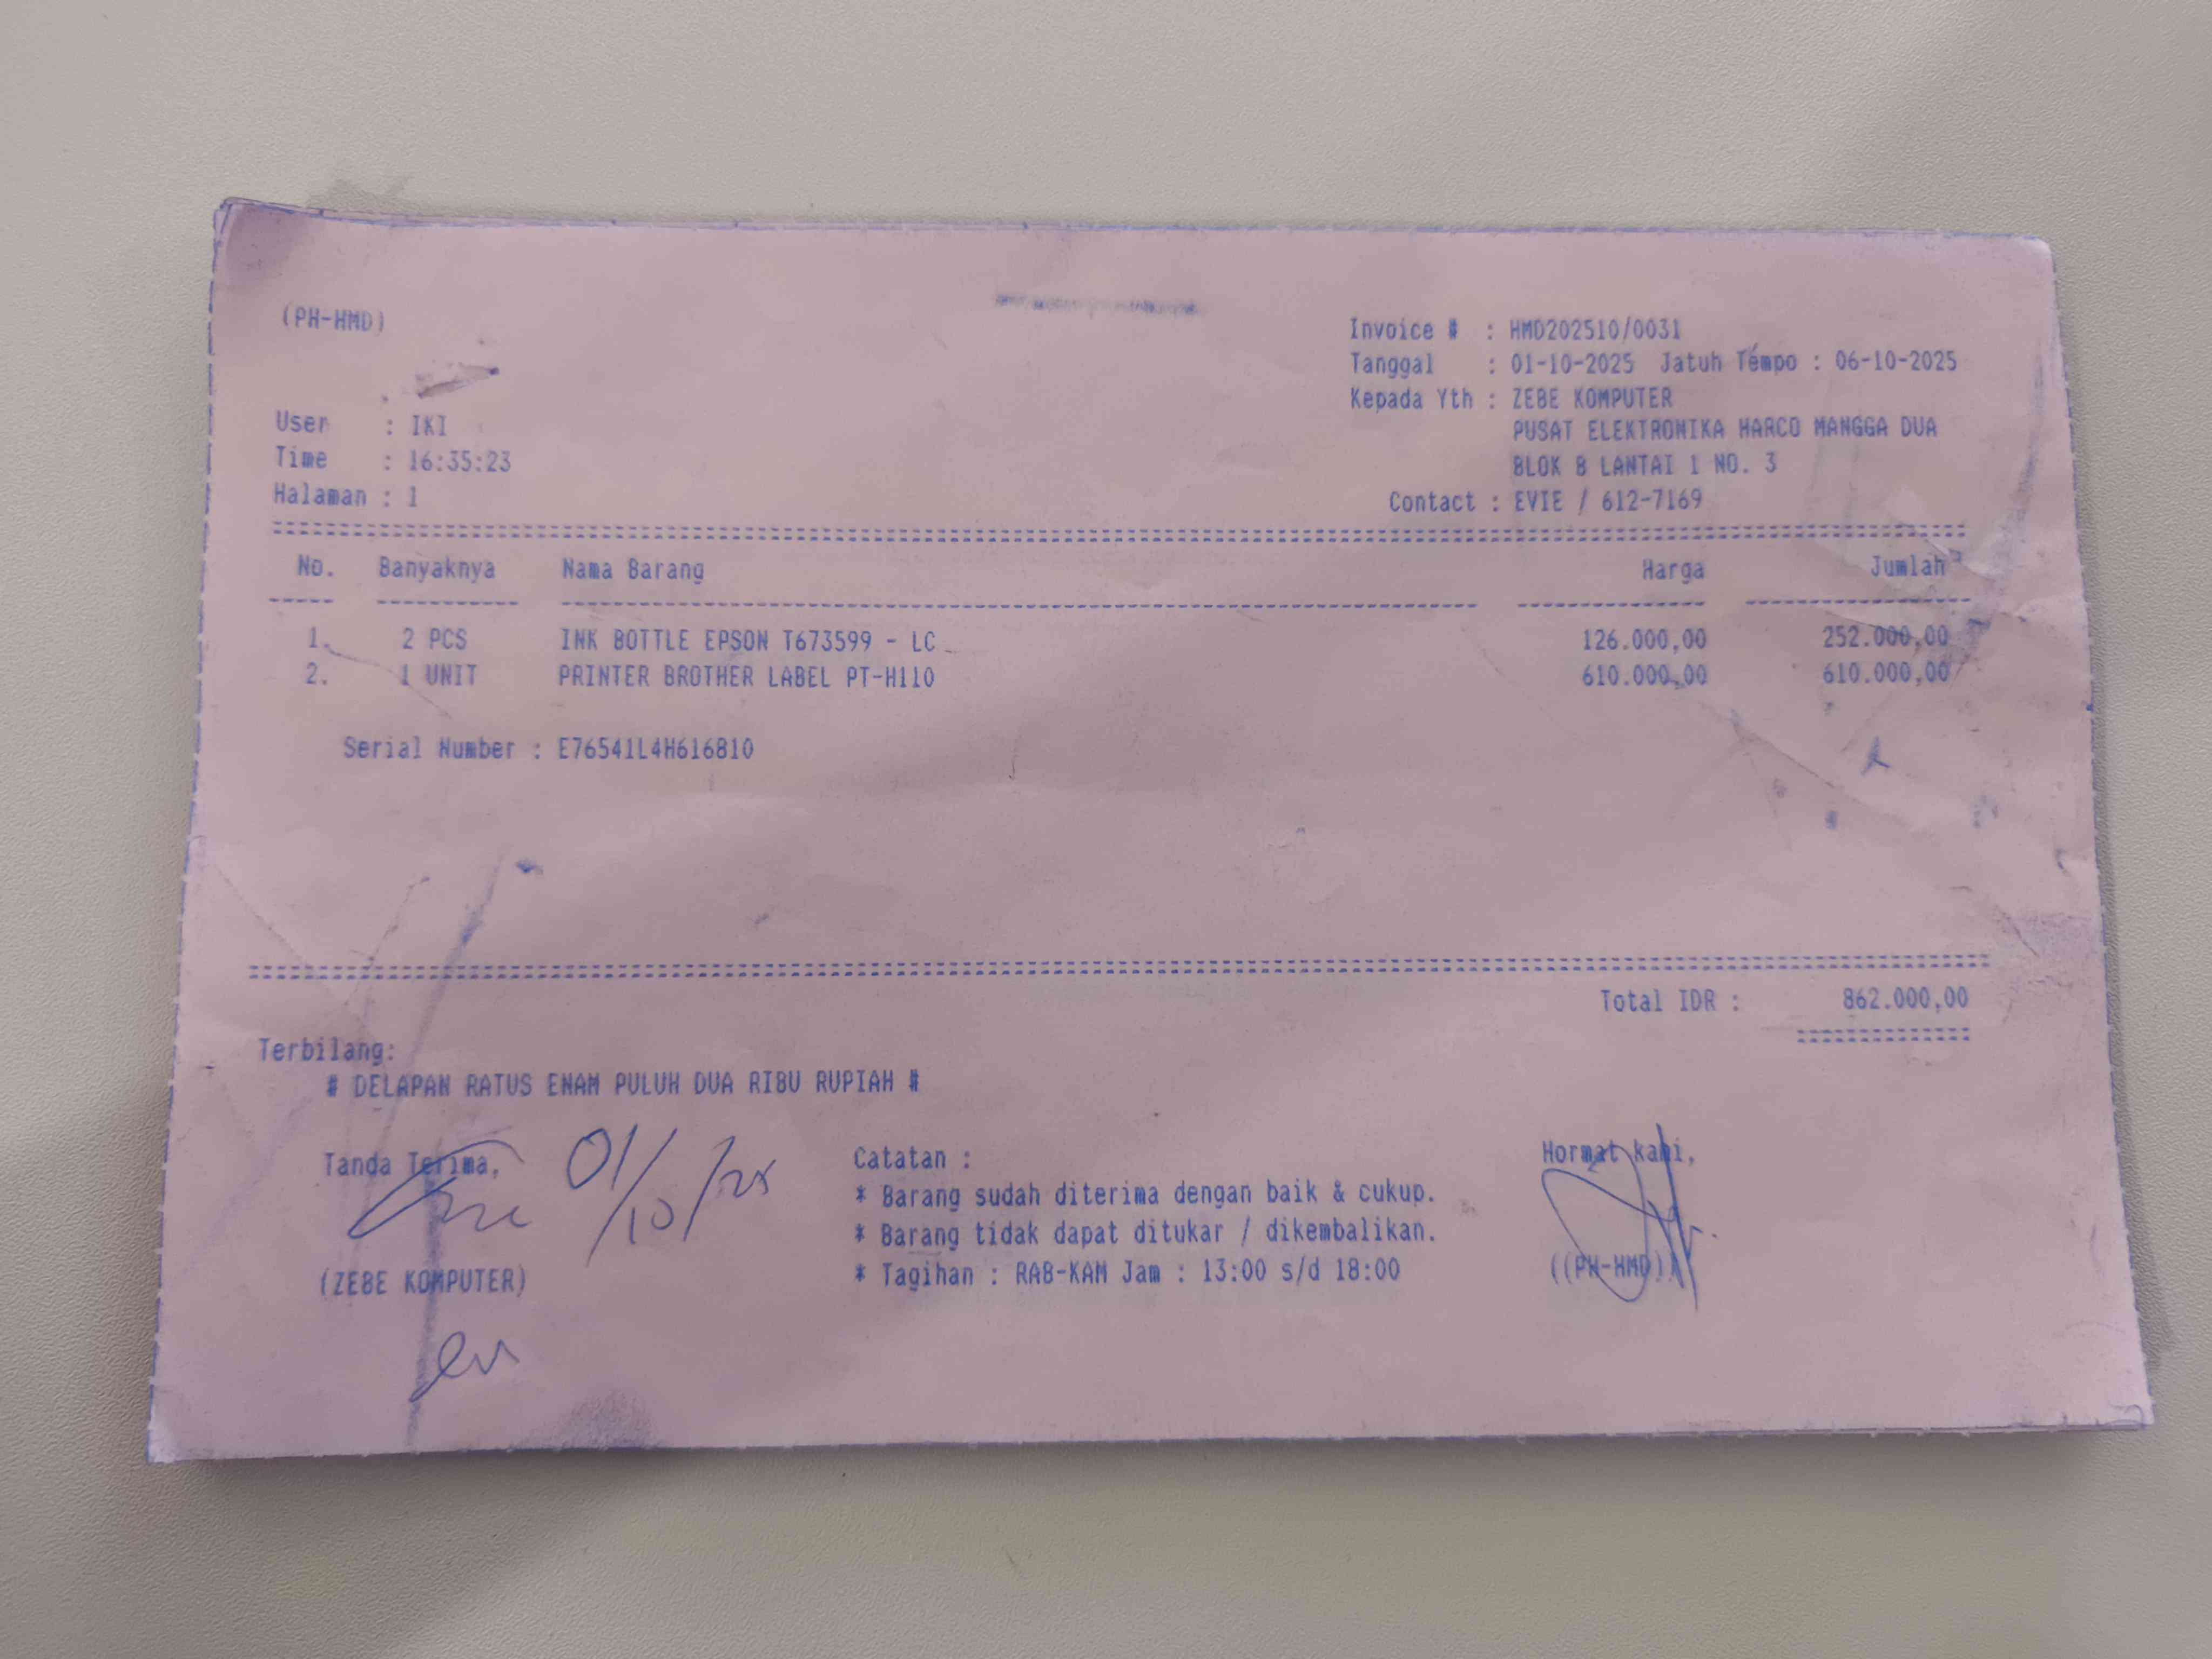 (PH-HMD)
Invoice # : HMD202510/0031
Tanggal : 01-10-2025 Jatuh Tempo : 06-10-2025
Kepada Yth : ZEBE KOMPUTER
PUSAT ELEKTRONIKA HARCO MANGGA DUA
BLOK B LANTAI 1 NO. 3
Contact : EVIE / 612-7169
User : IKI
Time : 16:35:23
Halaman : 1
No. Banyaknya Nama Barang Harga Jumlah
1. 2 PCS INK BOTTLE EPSON T673599 - LC 126.000,00 252.000,00
2. 1 UNIT PRINTER BROTHER LABEL PT-H110 610.000,00 610.000,00
Serial Number : E76541L4H616810
Total IDR : 862.000,00
Terbilang:
# DELAPAN RATUS ENAM PULUH DUA RIBU RUPIAH #
Tanda Terima, 01/10/25
(ZEBE KOMPUTER)
Catatan :
* Barang sudah diterima dengan baik & cukup.
* Barang tidak dapat ditukar / dikembalikan.
* Tagihan : RAB-KAM Jam : 13:00 s/d 18:00
Hormat kami,
((PH-HMD))